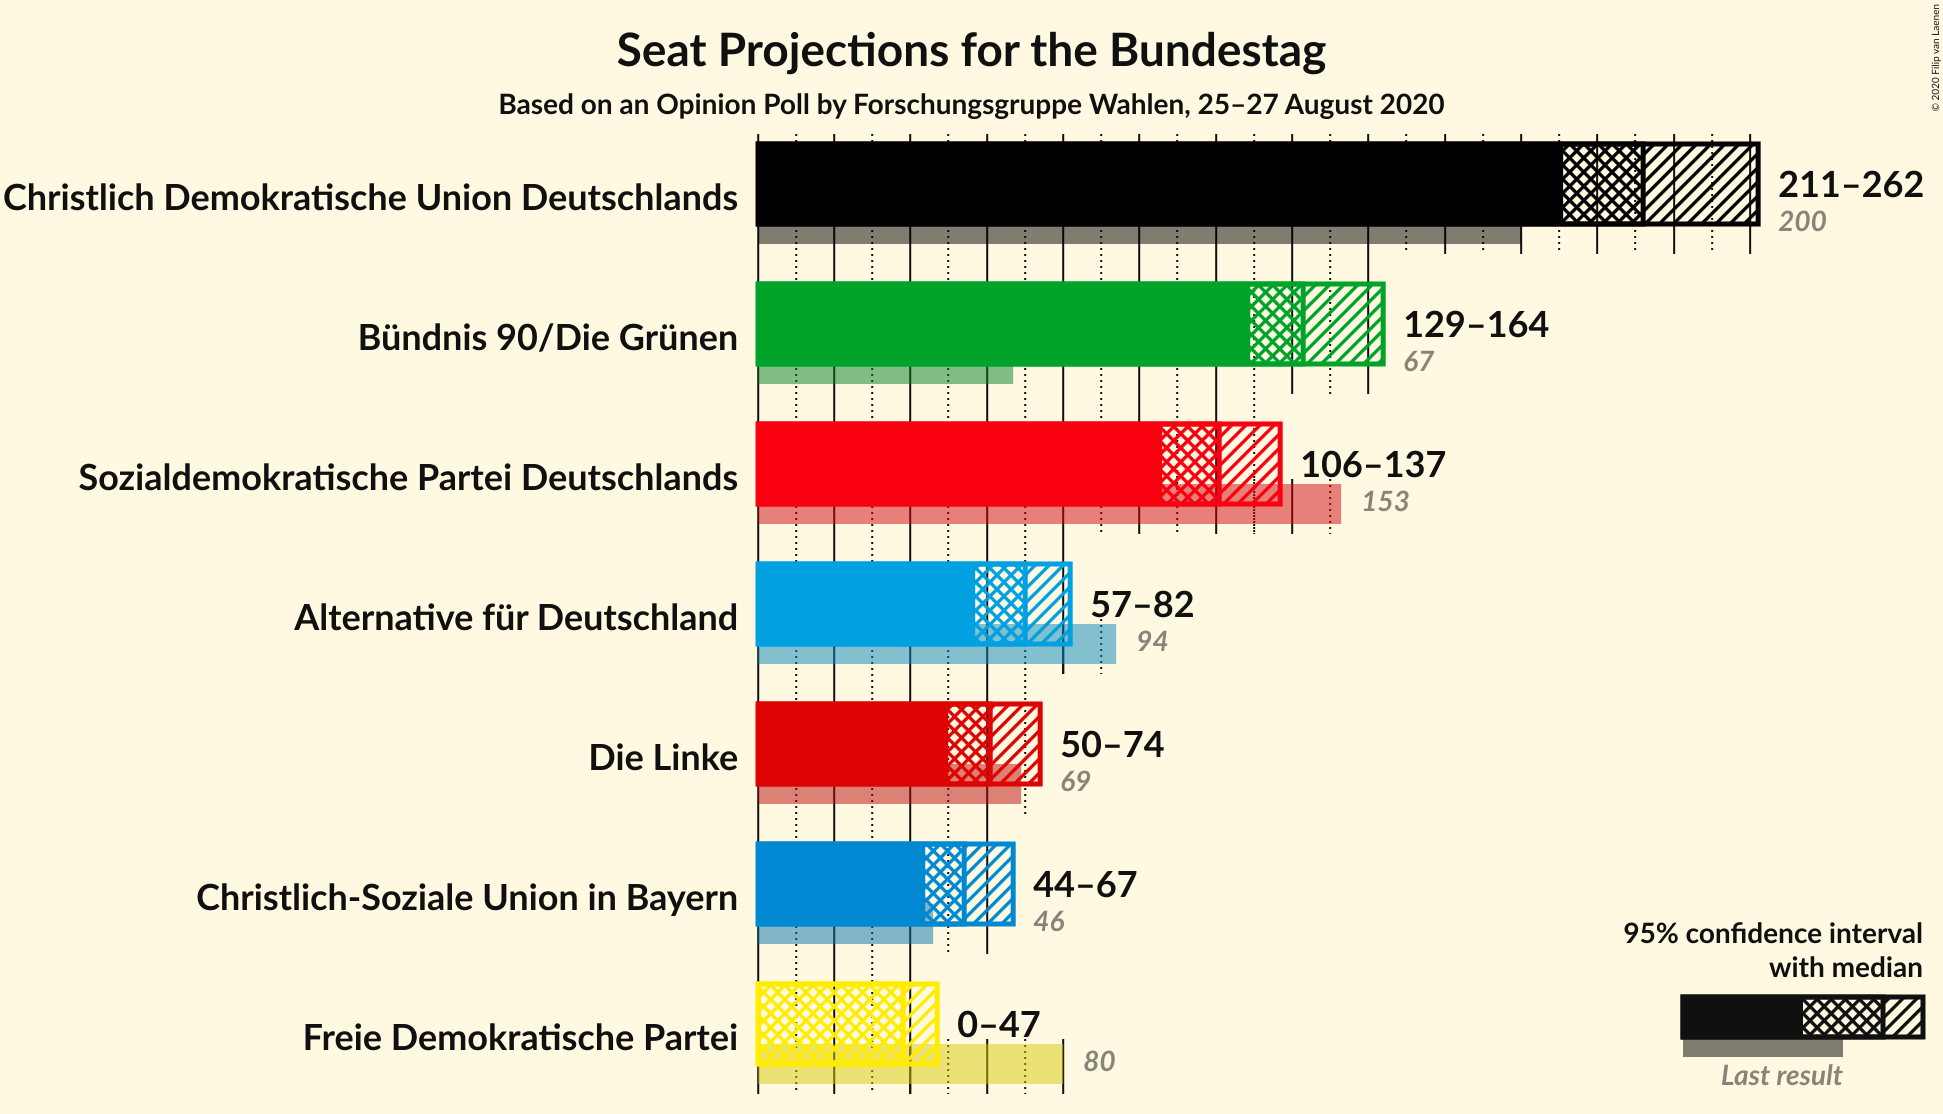 Seat Projections for the Bundestag
Based on an Opinion Poll by Forschungsgruppe Wahlen, 25–27 August 2020
© 2020 Filip van Laenen
Christlich Demokratische Union Deutschlands
211–262
200
Bündnis 90/Die Grünen
129–164
67
Sozialdemokratische Partei Deutschlands
106–137
153
Alternative für Deutschland
57–82
94
Die Linke
50–74
69
Christlich-Soziale Union in Bayern
44–67
46
Freie Demokratische Partei
0–47
80
95% confidence interval
with median
Last result